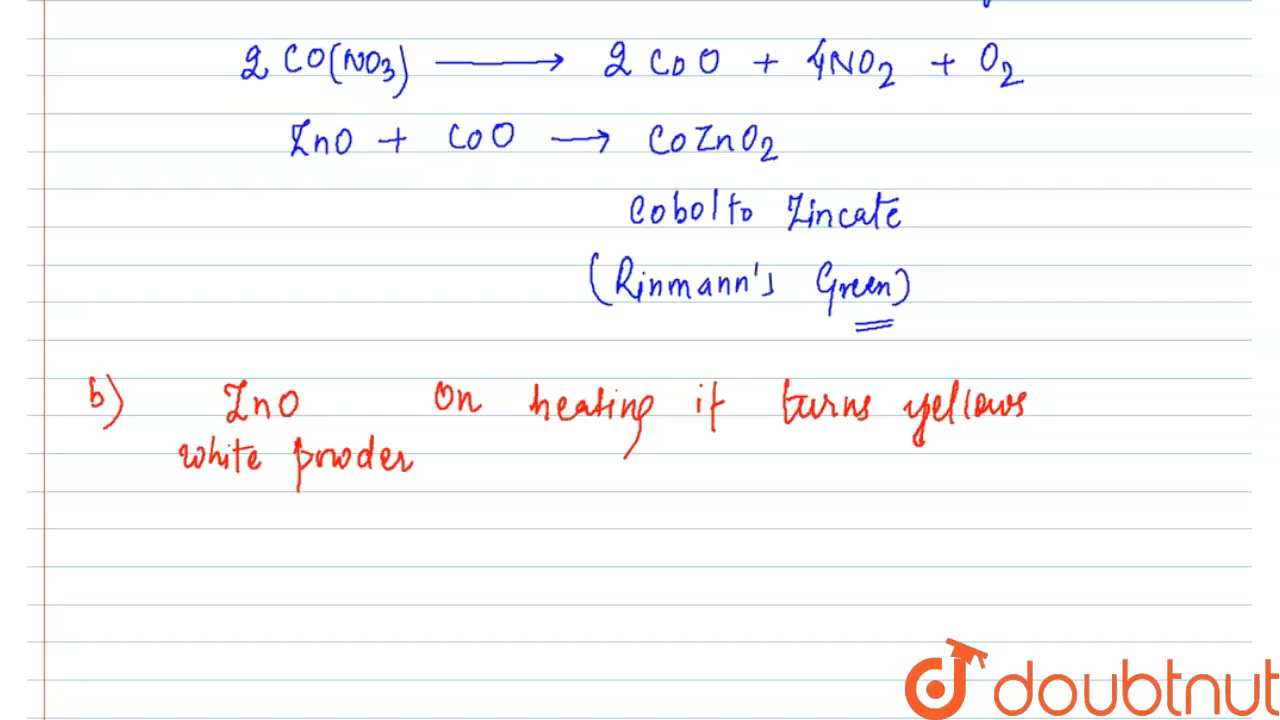 2 CO(NO3) ⟶ 2 CoO + 4NO2 + O2
ZnO + CoO → CoZnO2
Cobolto Zincate
(Rinmann's Green)
b) ZnO On heating it turns yellows
white powder
doubtnut